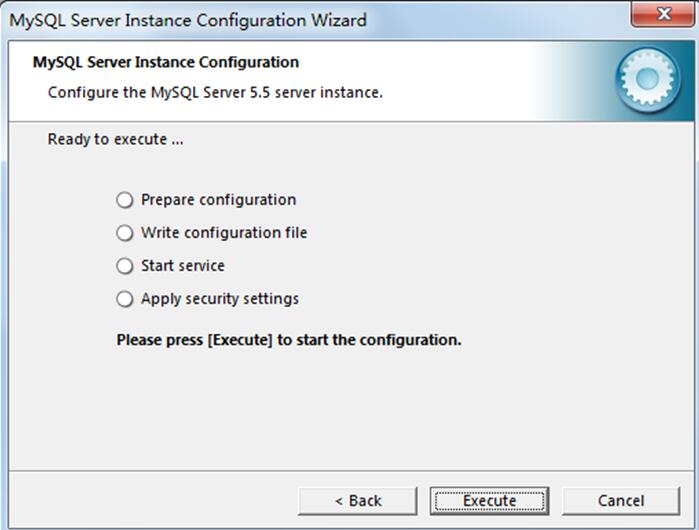 MySQL Server Instance Configuration Wizard
MySQL Server Instance Configuration
Configure the MySQL Server 5.5 server instance.
Ready to execute ...
Prepare configuration
Write configuration file
Start service
Apply security settings
Please press [Execute] to start the configuration.
< Back
Execute
Cancel